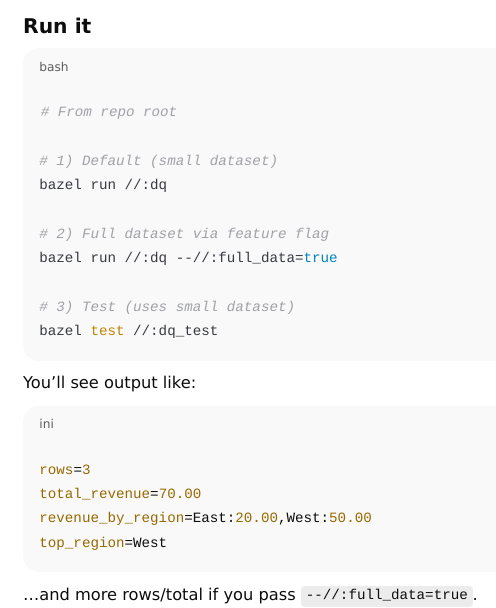 Run it
bash
# From repo root
# 1) Default (small dataset)
bazel run //:dq
# 2) Full dataset via feature flag
bazel run //:dq --//:full_data=true
# 3) Test (uses small dataset)
bazel test //:dq_test
You’ll see output like:
ini
rows=3
total_revenue=70.00
revenue_by_region=East:20.00,West:50.00
top_region=West
…and more rows/total if you pass --//:full_data=true.